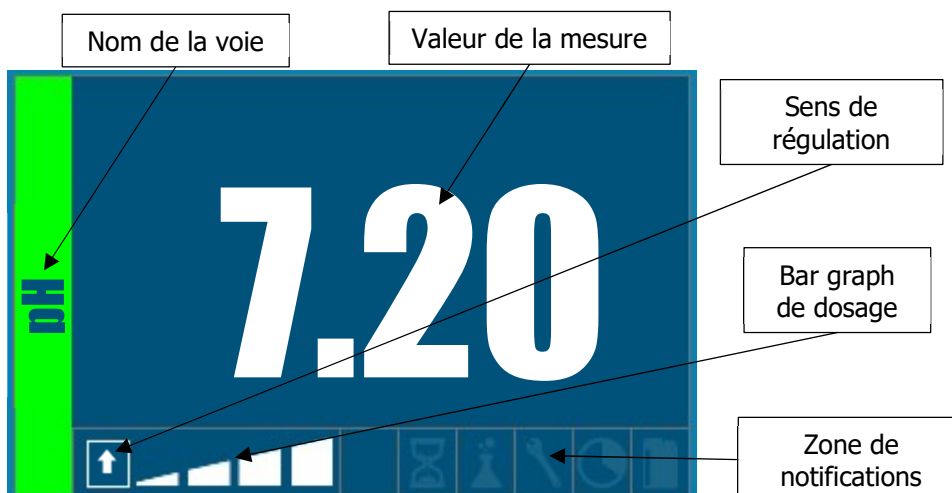 Nom de la voie
Valeur de la mesure
Sens de
régulation
pH
7.20
Bar graph
de dosage
Zone de
notifications